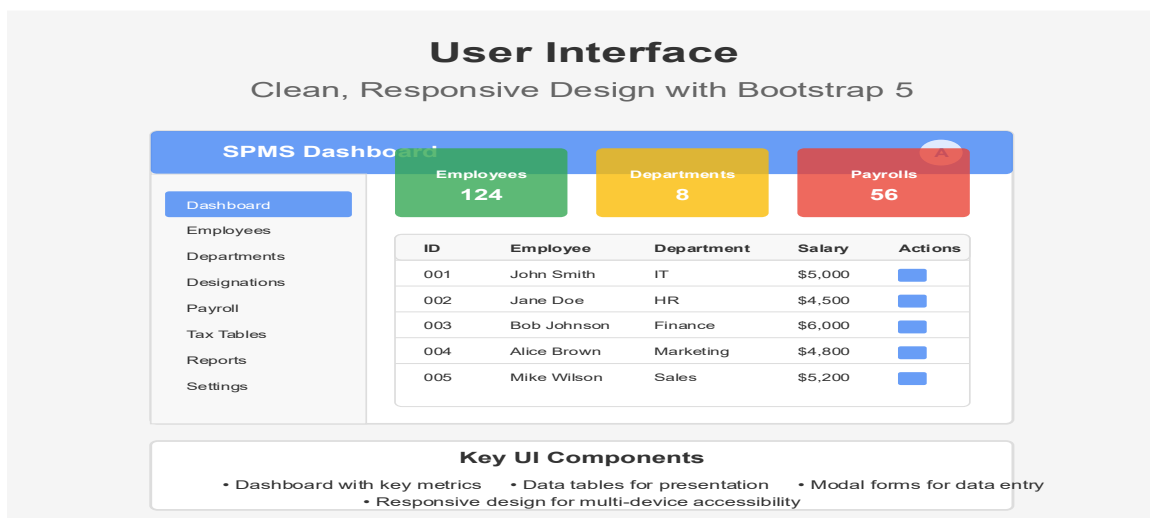 User Interface
Clean, Responsive Design with Bootstrap 5
SPMS Dashboard
A
Employees
124
Departments
8
Payrolls
56
Dashboard
Employees
Departments
Designations
Payroll
Tax Tables
Reports
Settings
ID Employee Department Salary Actions
001 John Smith IT $5,000
002 Jane Doe HR $4,500
003 Bob Johnson Finance $6,000
004 Alice Brown Marketing $4,800
005 Mike Wilson Sales $5,200
Key UI Components
• Dashboard with key metrics • Data tables for presentation • Modal forms for data entry
• Responsive design for multi-device accessibility